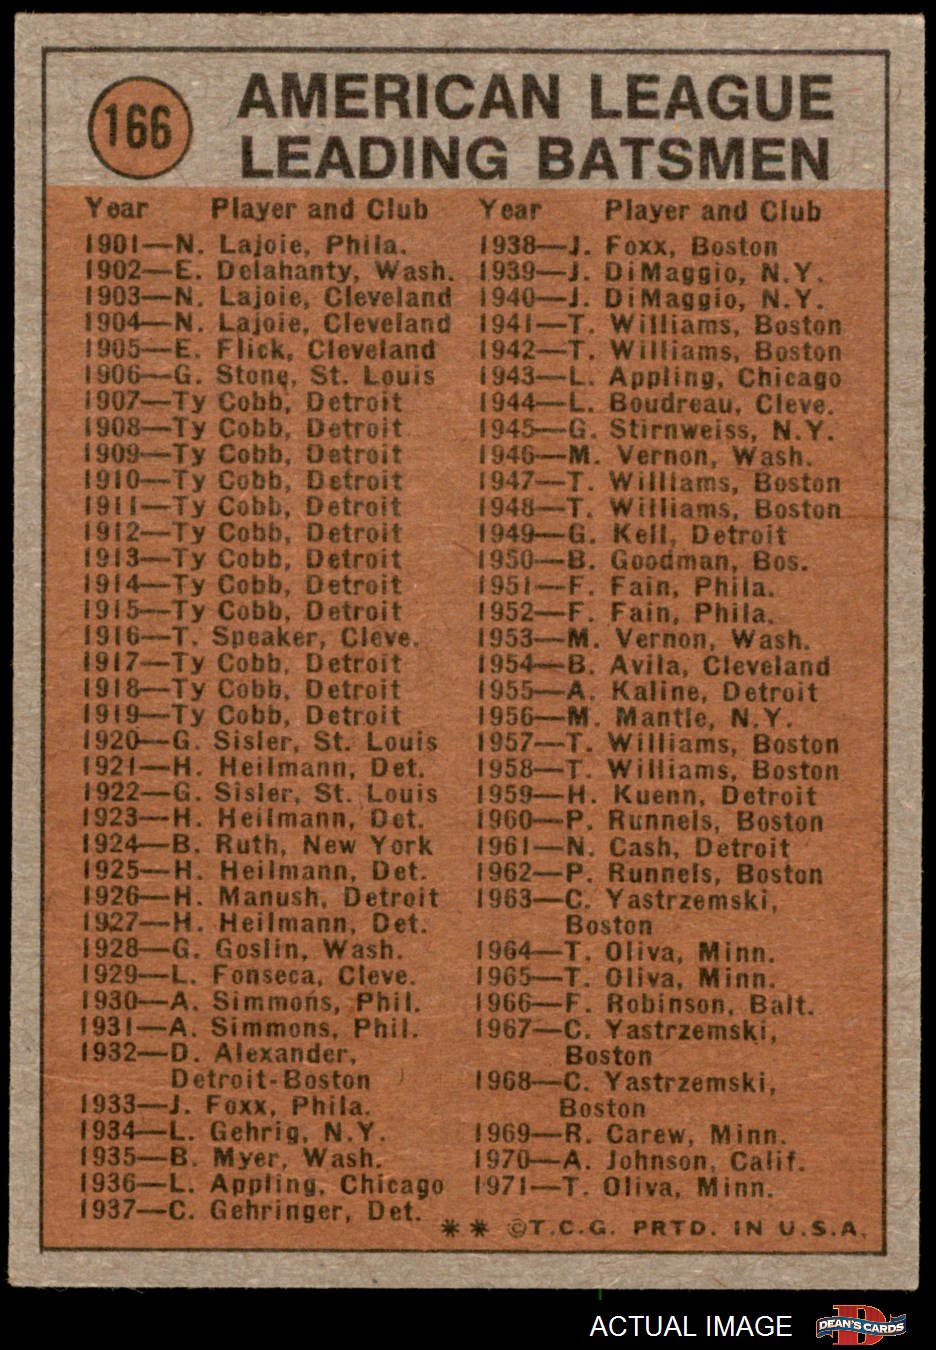 166
AMERICAN LEAGUE
LEADING BATSMEN
Year Player and Club
1901—N. Lajoie, Phila.
1902—E. Delahanty, Wash.
1903—N. Lajoie, Cleveland
1904—N. Lajoie, Cleveland
1905—E. Flick, Cleveland
1906—G. Stone, St. Louis
1907—Ty Cobb, Detroit
1908—Ty Cobb, Detroit
1909—Ty Cobb, Detroit
1910—Ty Cobb, Detroit
1911—Ty Cobb, Detroit
1912—Ty Cobb, Detroit
1913—Ty Cobb, Detroit
1914—Ty Cobb, Detroit
1915—Ty Cobb, Detroit
1916—T. Speaker, Cleve.
1917—Ty Cobb, Detroit
1918—Ty Cobb, Detroit
1919—Ty Cobb, Detroit
1920—G. Sisler, St. Louis
1921—H. Heilmann, Det.
1922—G. Sisler, St. Louis
1923—H. Heilmann, Det.
1924—B. Ruth, New York
1925—H. Heilmann, Det.
1926—H. Manush, Detroit
1927—H. Heilmann, Det.
1928—G. Goslin, Wash.
1929—L. Fonseca, Cleve.
1930—A. Simmons, Phil.
1931—A. Simmons, Phil.
1932—D. Alexander,
Detroit-Boston
1933—J. Foxx, Phila.
1934—L. Gehrig, N.Y.
1935—B. Myer, Wash.
1936—L. Appling, Chicago
1937—C. Gehringer, Det.
Year Player and Club
1938—J. Foxx, Boston
1939—J. DiMaggio, N.Y.
1940—J. DiMaggio, N.Y.
1941—T. Williams, Boston
1942—T. Williams, Boston
1943—L. Appling, Chicago
1944—L. Boudreau, Cleve.
1945—G. Stirnweiss, N.Y.
1946—M. Vernon, Wash.
1947—T. Williams, Boston
1948—T. Williams, Boston
1949—G. Kell, Detroit
1950—B. Goodman, Bos.
1951—F. Fain, Phila.
1952—F. Fain, Phila.
1953—M. Vernon, Wash.
1954—B. Avila, Cleveland
1955—A. Kaline, Detroit
1956—M. Mantle, N.Y.
1957—T. Williams, Boston
1958—T. Williams, Boston
1959—H. Kuenn, Detroit
1960—P. Runnels, Boston
1961—N. Cash, Detroit
1962—P. Runnels, Boston
1963—C. Yastrzemski,
Boston
1964—T. Oliva, Minn.
1965—T. Oliva, Minn.
1966—F. Robinson, Balt.
1967—C. Yastrzemski,
Boston
1968—C. Yastrzemski,
Boston
1969—R. Carew, Minn.
1970—A. Johnson, Calif.
1971—T. Oliva, Minn.
** ©T.C.G. PRTD. IN U.S.A.
ACTUAL IMAGE
D
DEAN'S CARDS